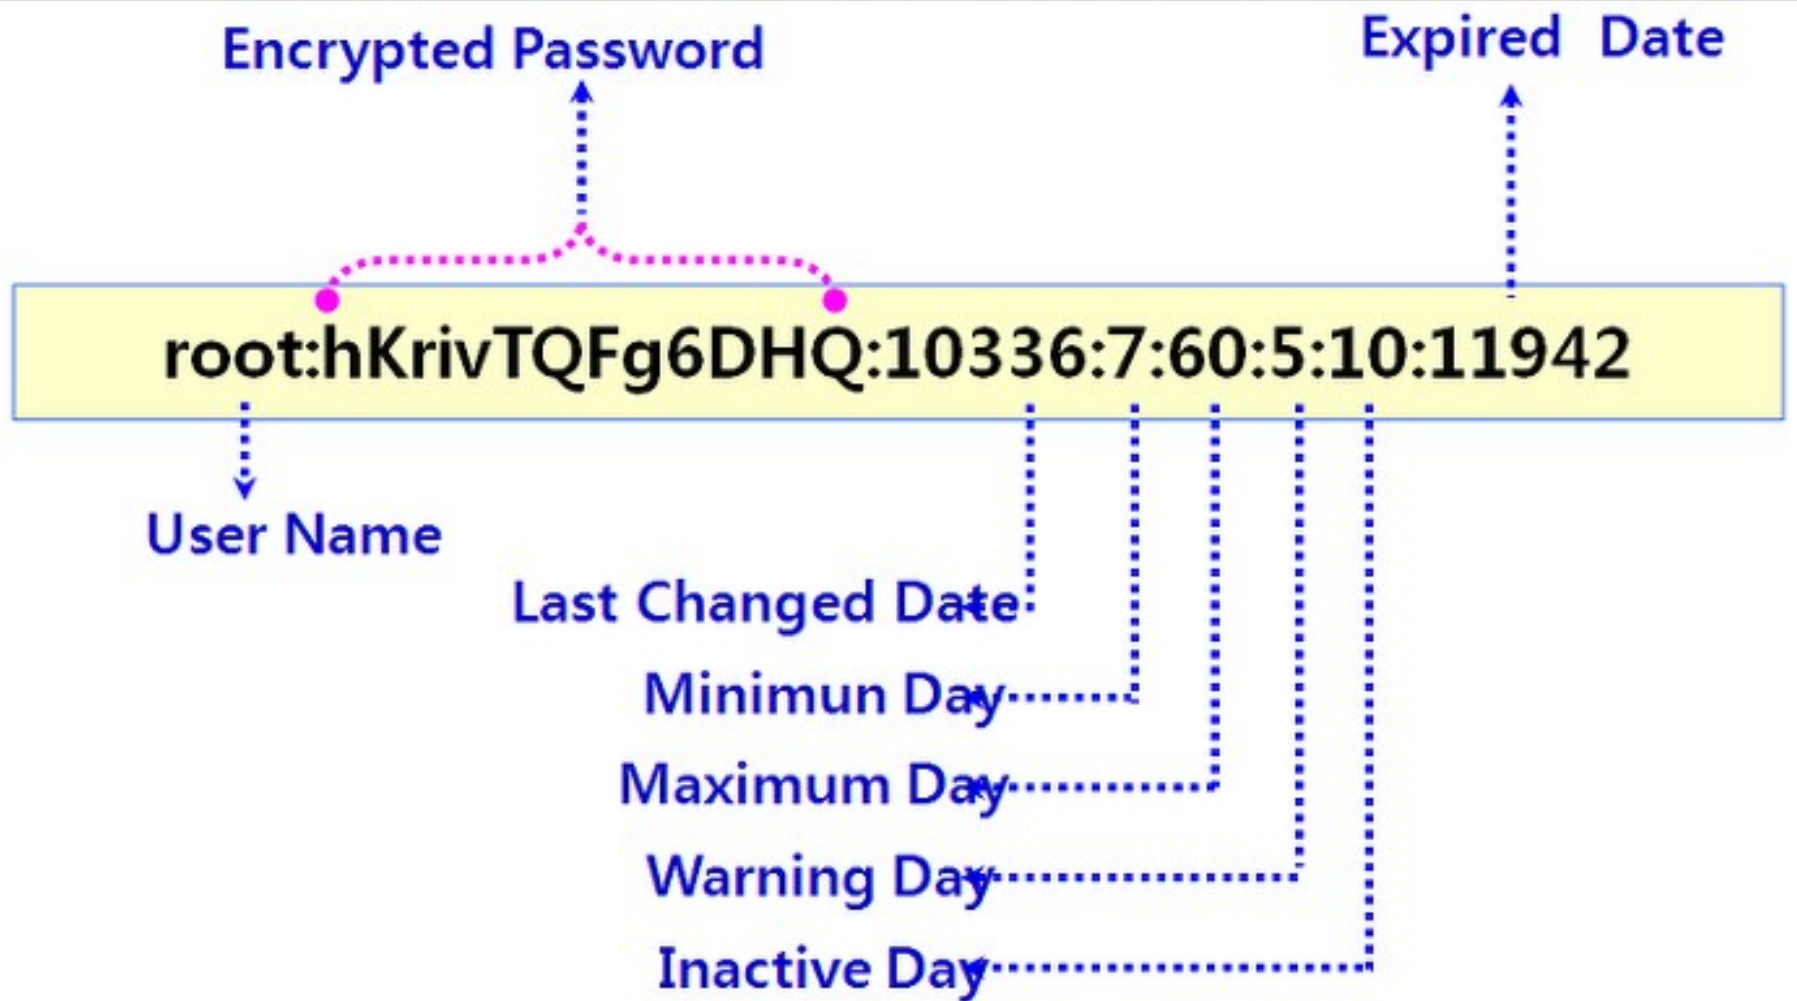 Encrypted Password
Expired Date
root:hKrivTQFg6DHQ:10336:7:60:5:10:11942
User Name
Last Changed Date
Minimun Day
Maximum Day
Warning Day
Inactive Day